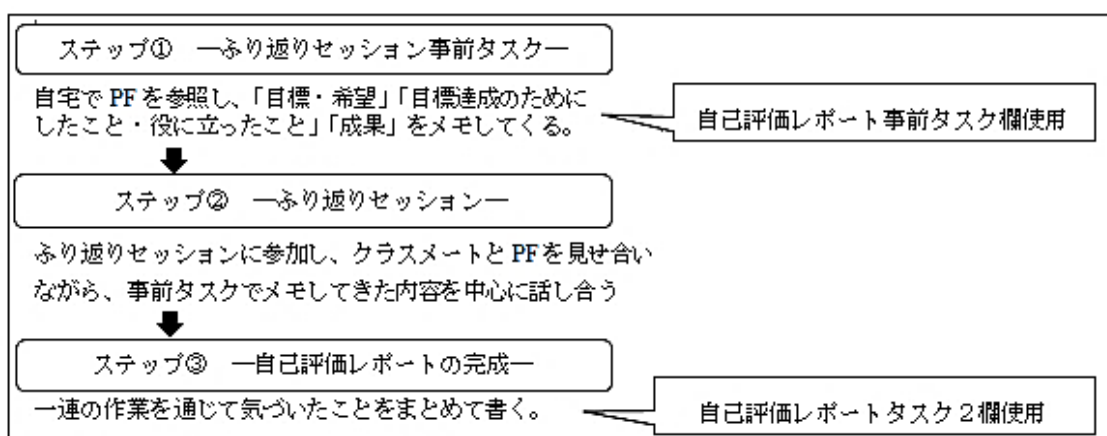 ステップ① ―ふり返りセッション事前タスク―
自宅で PF を参照し、「目標・希望」「目標達成のために
したこと・役に立ったこと」「成果」をメモしてくる。
自己評価レポート事前タスク欄使用
ステップ② ―ふり返りセッション―
ふり返りセッションに参加し、クラスメートと PF を見せ合い
ながら、事前タスクでメモしてきた内容を中心に話し合う
ステップ③ ―自己評価レポートの完成―
一連の作業を通じて気づいたことをまとめて書く。
自己評価レポートタスク2欄使用